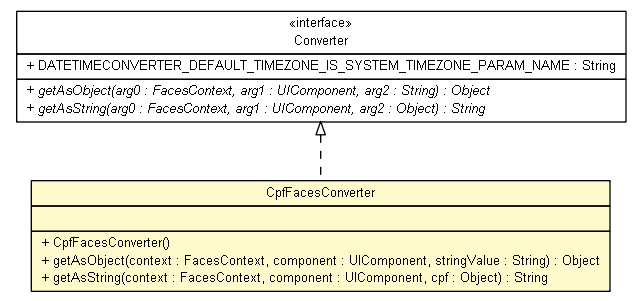 «interface»
Converter
+ DATETIMECONVERTER_DEFAULT_TIMEZONE_IS_SYSTEM_TIMEZONE_PARAM_NAME : String
+ getAsObject(arg0 : FacesContext, arg1 : UIComponent, arg2 : String) : Object
+ getAsString(arg0 : FacesContext, arg1 : UIComponent, arg2 : Object) : String
CpfFacesConverter
+ CpfFacesConverter()
+ getAsObject(context : FacesContext, component : UIComponent, stringValue : String) : Object
+ getAsString(context : FacesContext, component : UIComponent, cpf : Object) : String